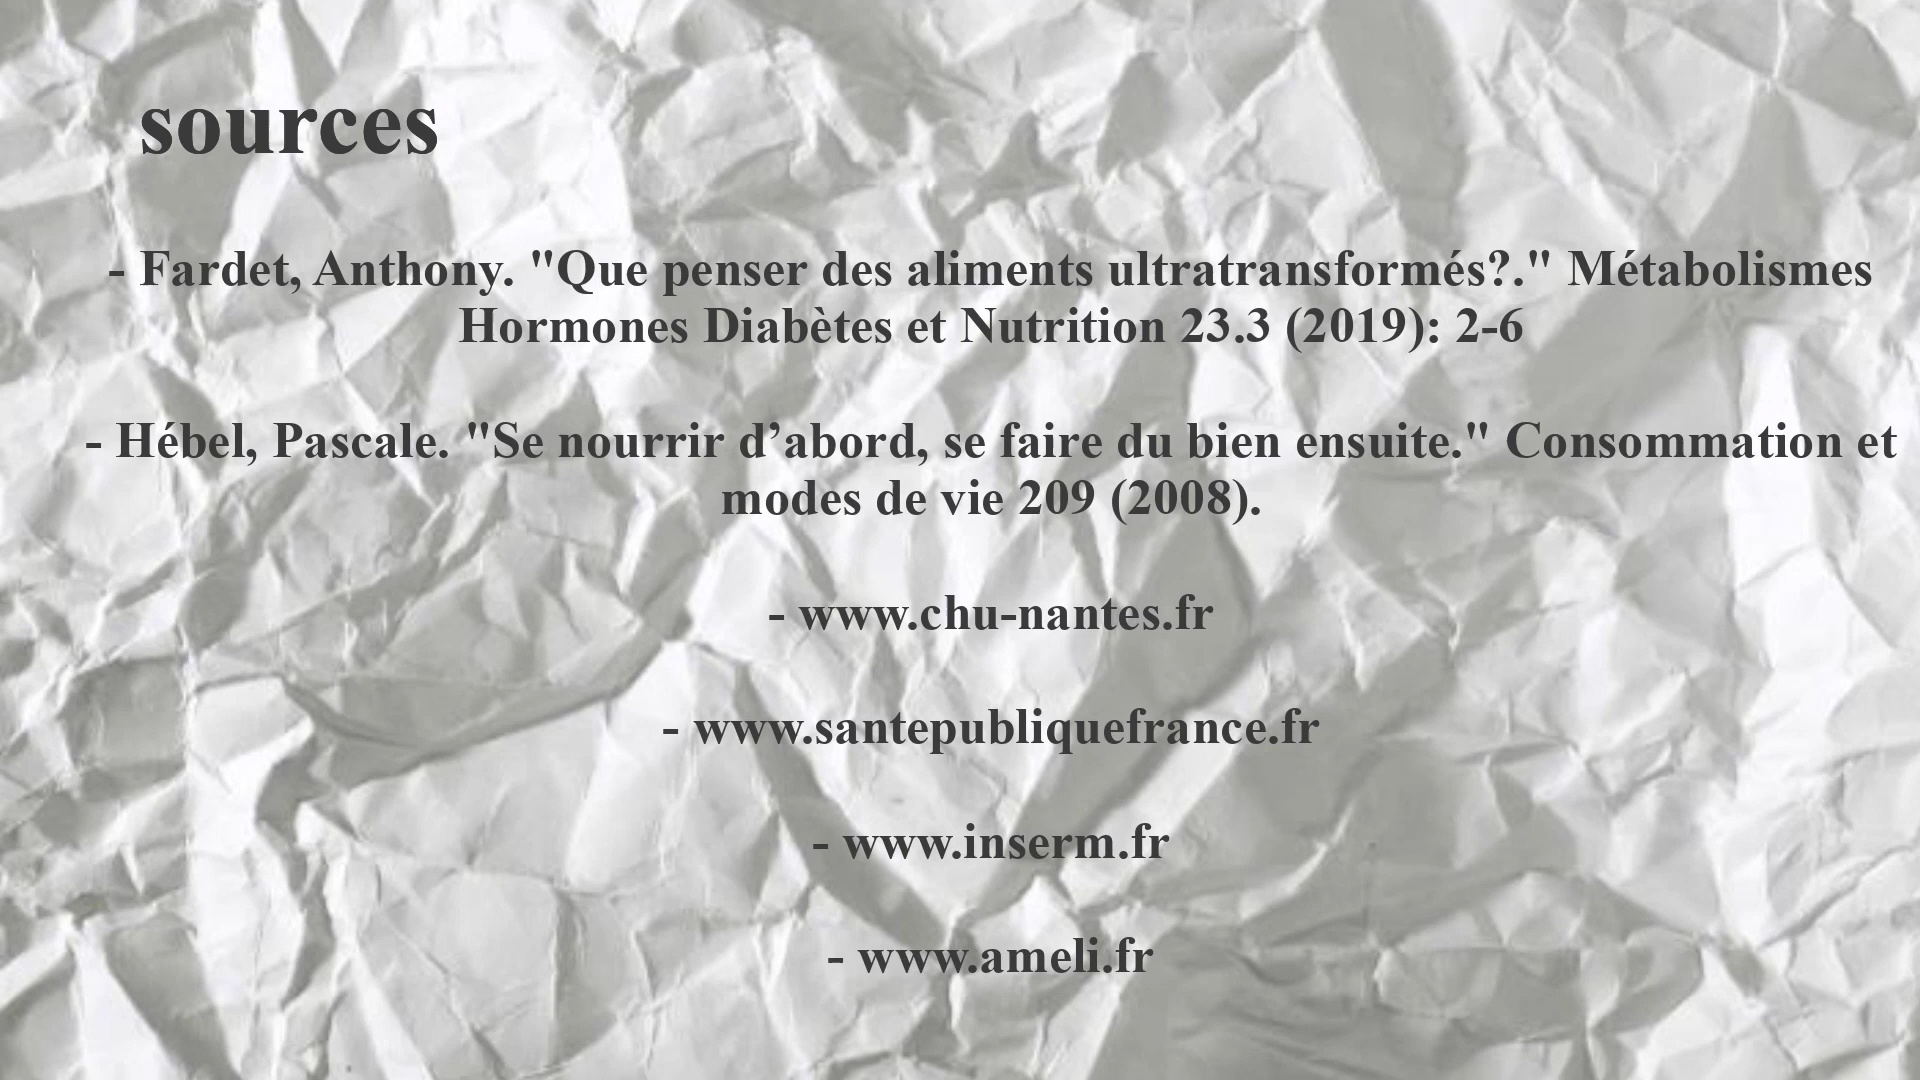 sources
- Fardet, Anthony. "Que penser des aliments ultratransformés?." Métabolismes
Hormones Diabètes et Nutrition 23.3 (2019): 2-6
- Hébel, Pascale. "Se nourrir d’abord, se faire du bien ensuite." Consommation et
modes de vie 209 (2008).
- www.chu-nantes.fr
- www.santepubliquefrance.fr
- www.inserm.fr
- www.ameli.fr